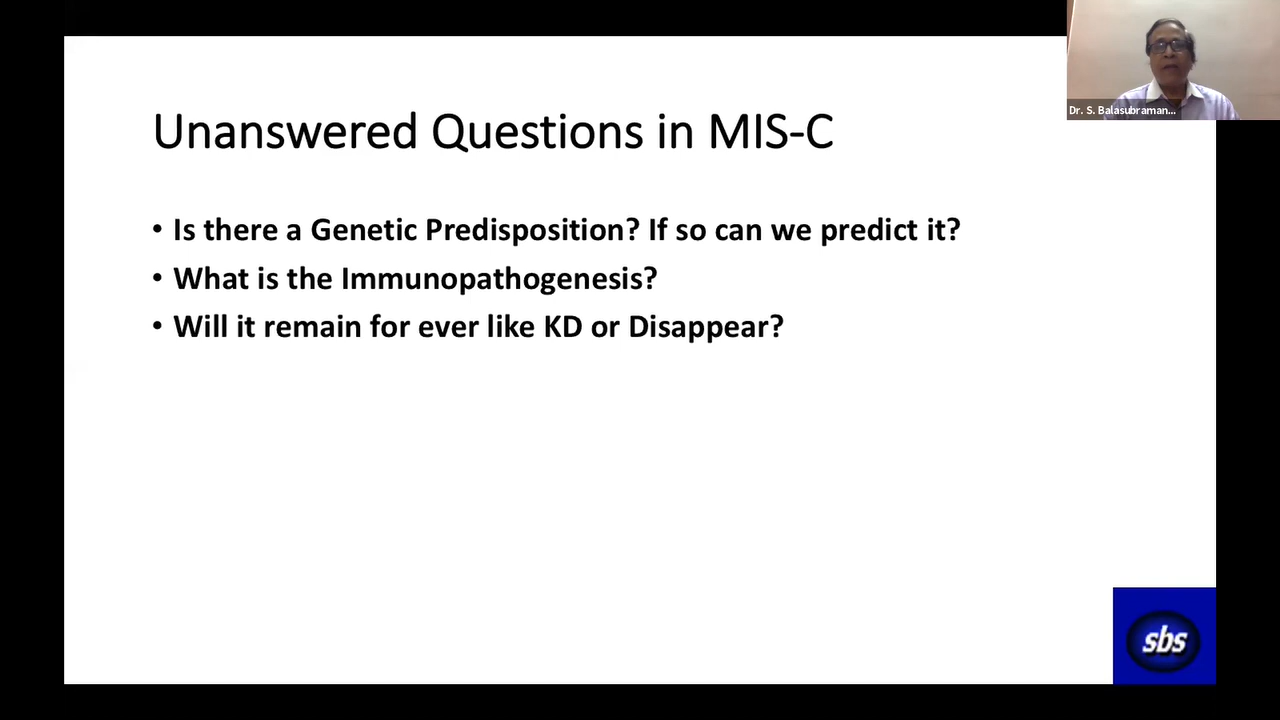 Dr. S. Balasubraman...
Unanswered Questions in MIS-C
• Is there a Genetic Predisposition? If so can we predict it?
• What is the Immunopathogenesis?
• Will it remain for ever like KD or Disappear?
sbs